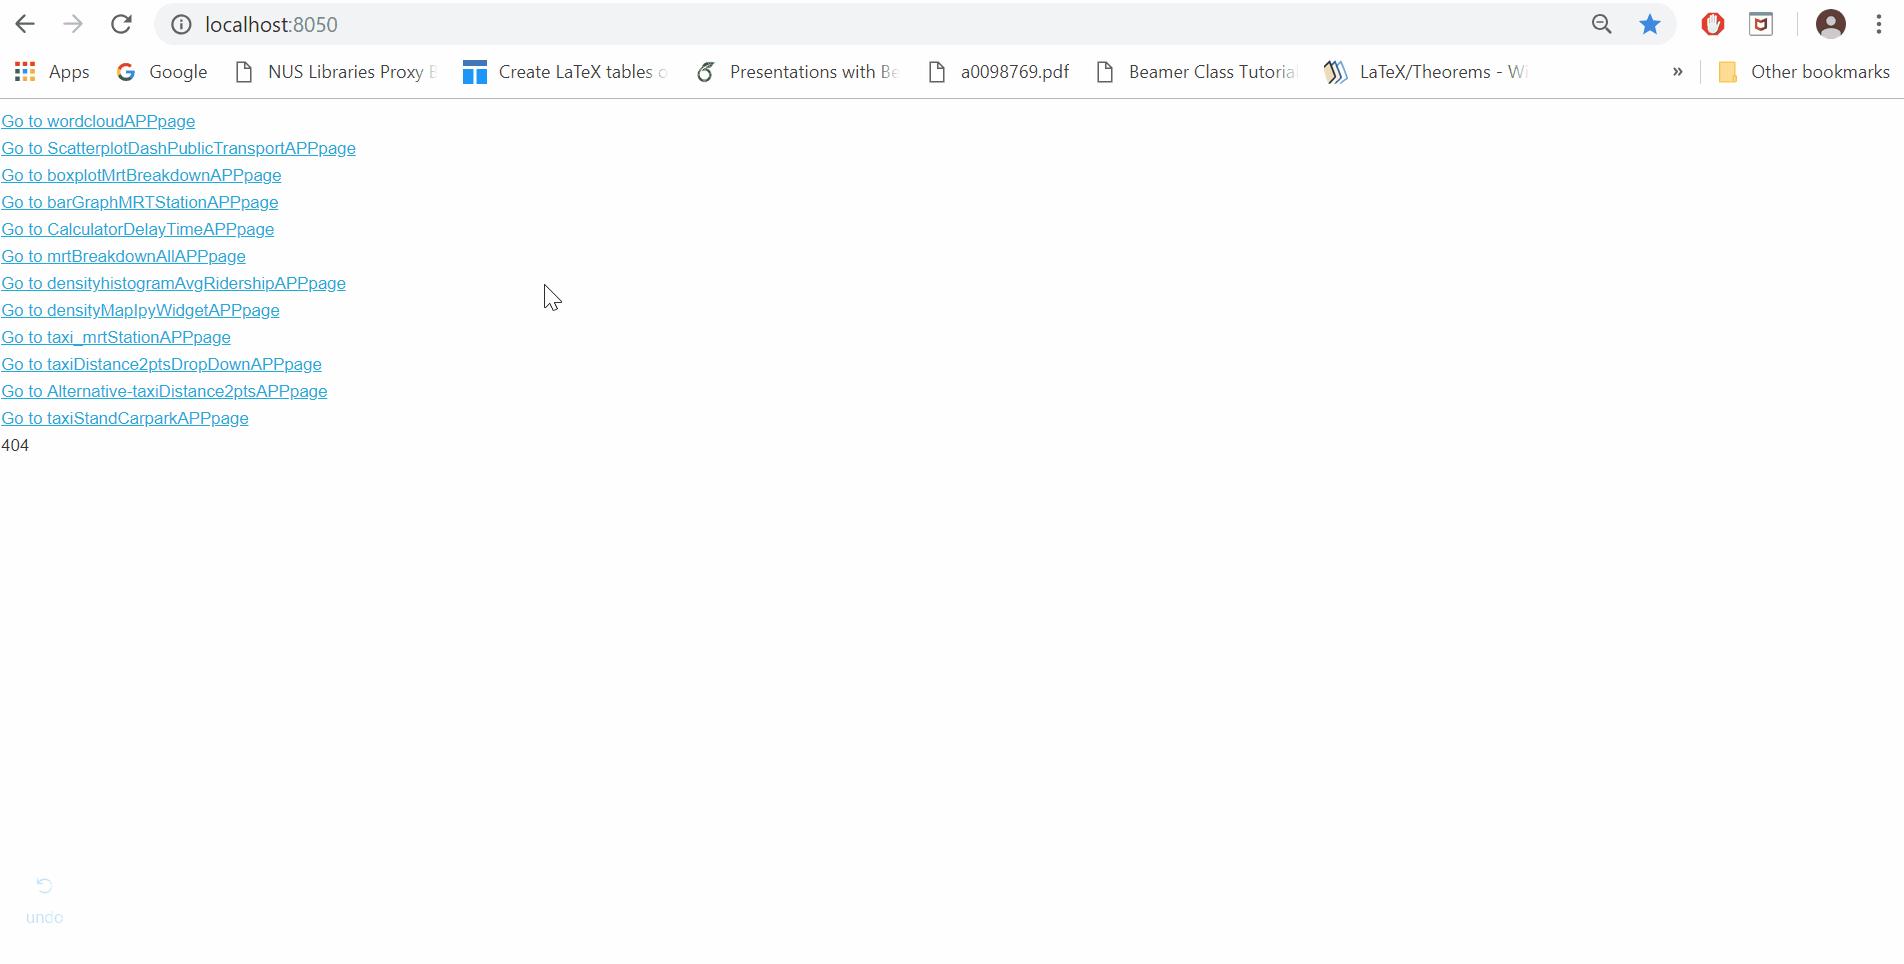 localhost:8050
Apps Google NUS Libraries Proxy B Create LaTeX tables o Presentations with Be a0098769.pdf Beamer Class Tutorial LaTeX/Theorems - Wi » Other bookmarks
Go to wordcloudAPPpage
Go to ScatterplotDashPublicTransportAPPpage
Go to boxplotMrtBreakdownAPPpage
Go to barGraphMRTStationAPPpage
Go to CalculatorDelayTimeAPPpage
Go to mrtBreakdownAllAPPpage
Go to densityhistogramAvgRidershipAPPpage
Go to densityMapIpyWidgetAPPpage
Go to taxi_mrtStationAPPpage
Go to taxiDistance2ptsDropDownAPPpage
Go to Alternative-taxiDistance2ptsAPPpage
Go to taxiStandCarparkAPPpage
404
undo